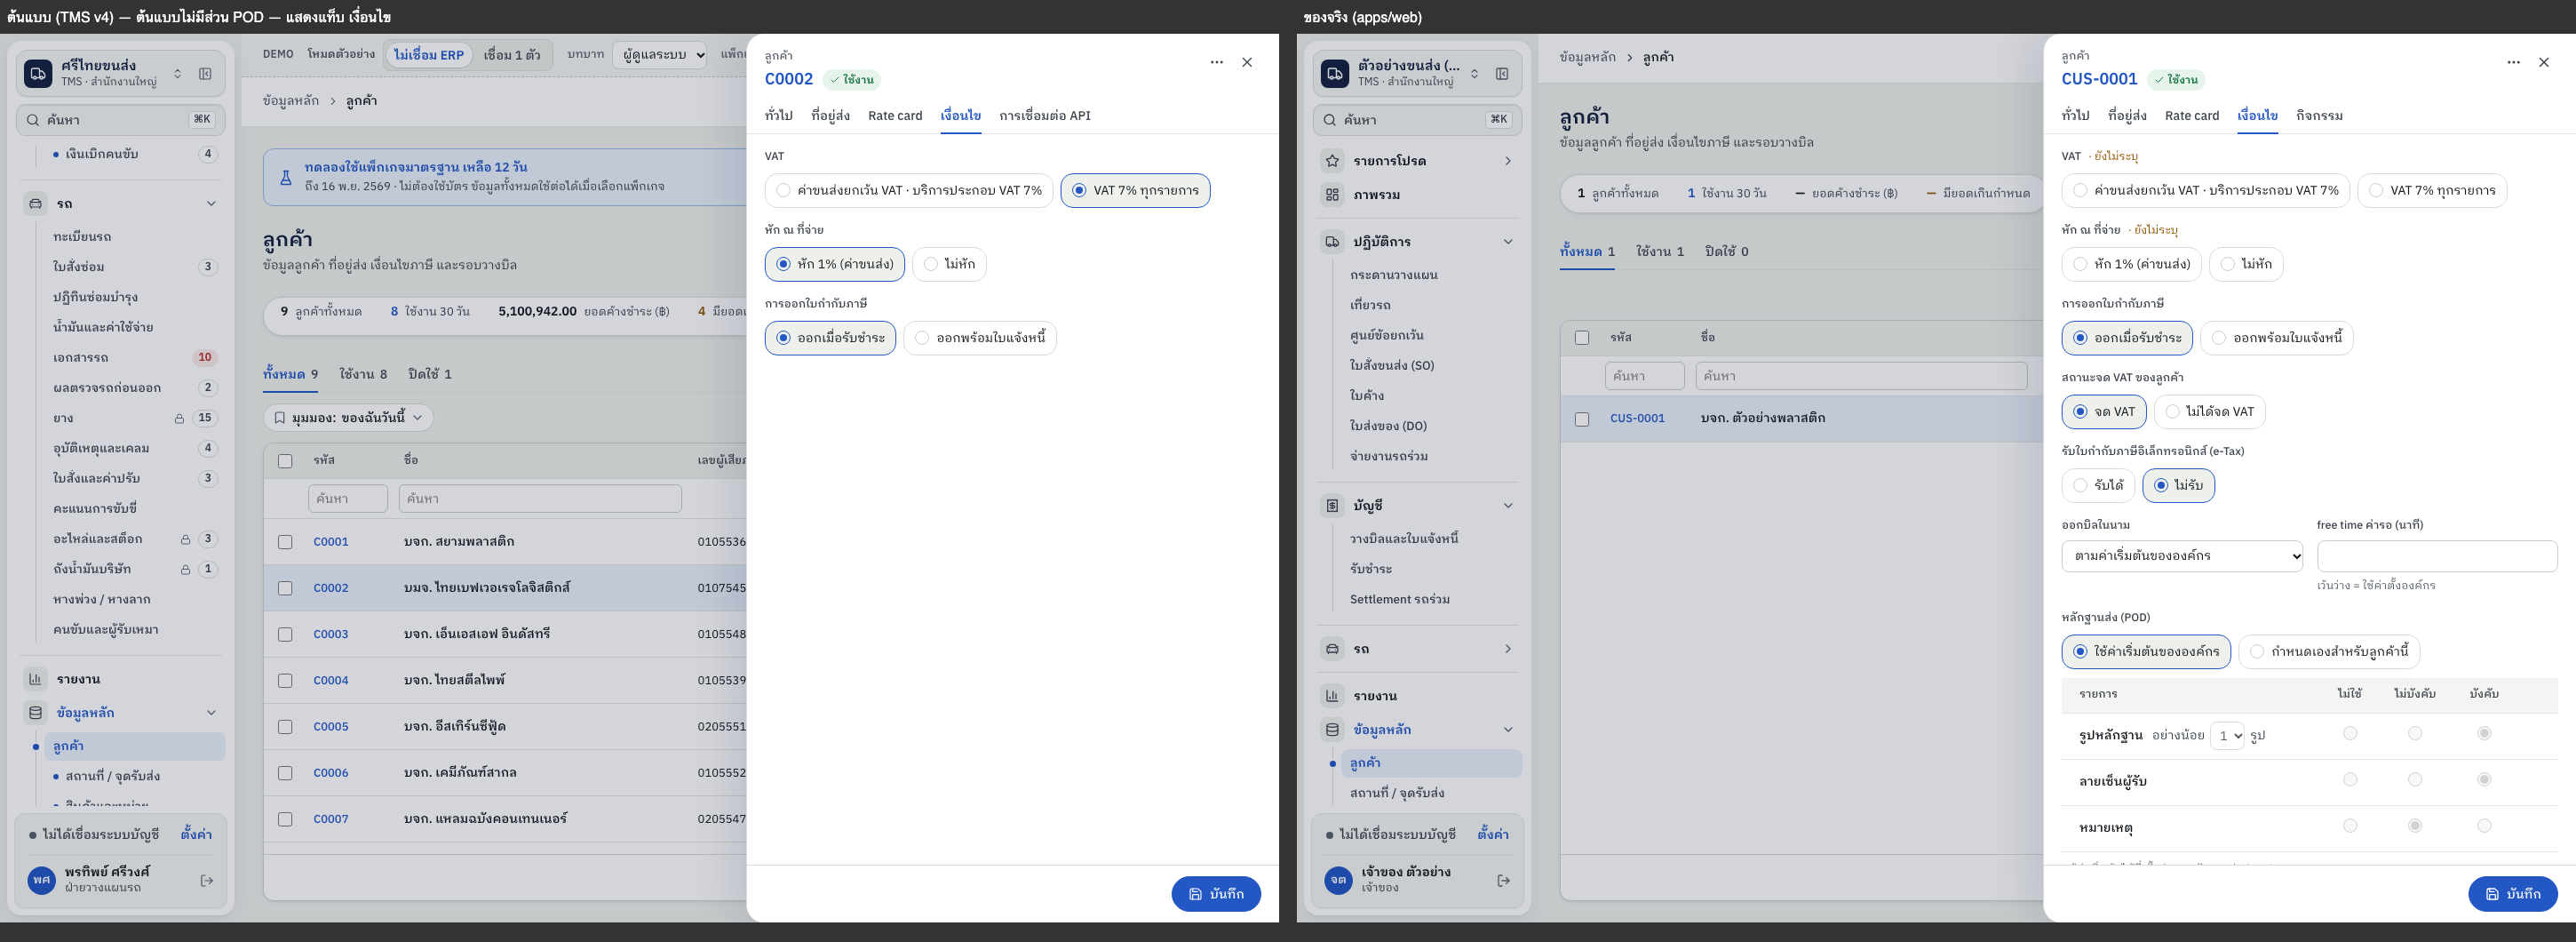 ต้นแบบ (TMS v4) — ต้นแบบไม่มีส่วน POD — แสดงแท็บ เงื่อนไข
ศรีไทยขนส่ง
TMS · สำนักงานใหญ่
ค้นหา ⌘K
เงินเบิกคนขับ 4
รถ
ทะเบียนรถ
ใบสั่งซ่อม 3
ปฏิทินซ่อมบำรุง
น้ำมันและค่าใช้จ่าย
เอกสารรถ 10
ผลตรวจรถก่อนออก 2
ยาง 15
อุบัติเหตุและเคลม 4
ใบสั่งและค่าปรับ 3
คะแนนการขับขี่
อะไหล่และสต็อก 3
ถังน้ำมันบริษัท 1
หางพ่วง / หางลาก
คนขับและผู้รับเหมา
รายงาน
ข้อมูลหลัก
ลูกค้า
สถานที่ / จุดรับส่ง
ไม่ได้เชื่อมระบบบัญชี ตั้งค่า
พศ พรทิพย์ ศรีวงศ์
ฝ่ายวางแผนรถ
DEMO โหมดตัวอย่าง ไม่เชื่อม ERP เชื่อม 1 ตัว บทบาท ผู้ดูแลระบบ
ข้อมูลหลัก › ลูกค้า
ทดลองใช้แพ็กเกจมาตรฐาน เหลือ 12 วัน
ถึง 16 พ.ย. 2569 · ไม่ต้องใช้บัตร ข้อมูลทั้งหมดใช้ต่อได้เมื่อเลือกแพ็กเกจ
ลูกค้า
ข้อมูลลูกค้า ที่อยู่ส่ง เงื่อนไขภาษี และรอบวางบิล
9 ลูกค้าทั้งหมด 8 ใช้งาน 30 วัน 5,100,942.00 ยอดค้างชำระ (฿) 4
ทั้งหมด 9 ใช้งาน 8 ปิดใช้ 1
มุมมอง: ของฉันวันนี้
รหัส ชื่อ
ค้นหา ค้นหา
C0001 บจก. สยามพลาสติก 0105536
C0002 บมจ. ไทยเบฟเวอเรจโลจิสติกส์ 0107545
C0003 บจก. เอ็นเอสเอฟ อินดัสทรี 0105548
C0004 บจก. ไทยสตีลไพพ์ 0105539
C0005 บจก. อีสเทิร์นซีฟู้ด 0205551
C0006 บจก. เคมีภัณฑ์สากล 0105552
C0007 บจก. แหลมฉบังคอนเทนเนอร์ 0205547
ลูกค้า
C0002 ใช้งาน
ทั่วไป ที่อยู่ส่ง Rate card เงื่อนไข การเชื่อมต่อ API
VAT
ค่าขนส่งยกเว้น VAT · บริการประกอบ VAT 7% VAT 7% ทุกรายการ
หัก ณ ที่จ่าย
หัก 1% (ค่าขนส่ง) ไม่หัก
การออกใบกำกับภาษี
ออกเมื่อรับชำระ ออกพร้อมใบแจ้งหนี้
บันทึก
ของจริง (apps/web)
ตัวอย่างขนส่ง (...
TMS · สำนักงานใหญ่
ค้นหา ⌘K
รายการโปรด
ภาพรวม
ปฏิบัติการ
กระดานวางแผน
เที่ยวรถ
ศูนย์ข้อยกเว้น
ใบสั่งขนส่ง (SO)
ใบค้าง
ใบส่งของ (DO)
จ่ายงานรถร่วม
บัญชี
วางบิลและใบแจ้งหนี้
รับชำระ
Settlement รถร่วม
รถ
รายงาน
ข้อมูลหลัก
ลูกค้า
สถานที่ / จุดรับส่ง
ไม่ได้เชื่อมระบบบัญชี ตั้งค่า
จต เจ้าของ ตัวอย่าง
เจ้าของ
ข้อมูลหลัก › ลูกค้า
ลูกค้า
ข้อมูลลูกค้า ที่อยู่ส่ง เงื่อนไขภาษี และรอบวางบิล
1 ลูกค้าทั้งหมด 1 ใช้งาน 30 วัน — ยอดค้างชำระ (฿) — มียอดเกินกำหนด
ทั้งหมด 1 ใช้งาน 1 ปิดใช้ 0
รหัส ชื่อ
ค้นหา ค้นหา
CUS-0001 บจก. ตัวอย่างพลาสติก
ลูกค้า
CUS-0001 ใช้งาน
ทั่วไป ที่อยู่ส่ง Rate card เงื่อนไข กิจกรรม
VAT · ยังไม่ระบุ
ค่าขนส่งยกเว้น VAT · บริการประกอบ VAT 7% VAT 7% ทุกรายการ
หัก ณ ที่จ่าย · ยังไม่ระบุ
หัก 1% (ค่าขนส่ง) ไม่หัก
การออกใบกำกับภาษี
ออกเมื่อรับชำระ ออกพร้อมใบแจ้งหนี้
สถานะจด VAT ของลูกค้า
จด VAT ไม่ได้จด VAT
รับใบกำกับภาษีอิเล็กทรอนิกส์ (e-Tax)
รับได้ ไม่รับ
ออกบิลในนาม free time ค่ารอ (นาที)
ตามค่าเริ่มต้นขององค์กร
เว้นว่าง = ใช้ค่าตั้งองค์กร
หลักฐานส่ง (POD)
ใช้ค่าเริ่มต้นขององค์กร กำหนดเองสำหรับลูกค้านี้
รายการ ไม่ใช้ ไม่บังคับ บังคับ
รูปหลักฐาน อย่างน้อย 1 รูป
ลายเซ็นผู้รับ
หมายเหตุ
บันทึก